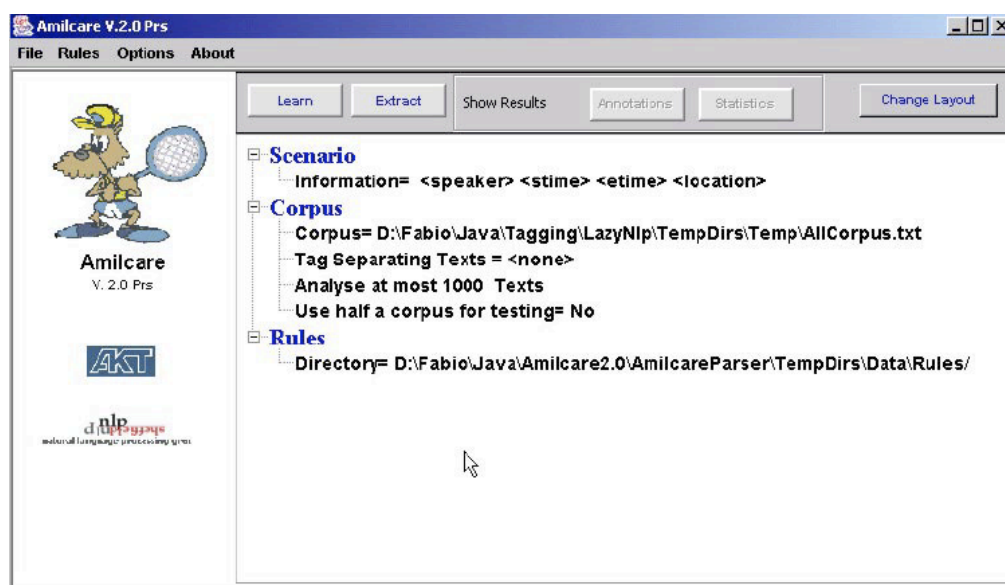 Amilcare V.2.0 Prs
File Rules Options About
Learn Extract Show Results Annotations Statistics Change Layout
Scenario
Information= <speaker> <stime> <etime> <location>
Corpus
Corpus= D:\Fabio\Java\Tagging\LazyNlp\TempDirs\Temp\AllCorpus.txt
Tag Separating Texts = <none>
Analyse at most 1000 Texts
Use half a corpus for testing= No
Rules
Directory= D:\Fabio\Java\Amilcare2.0\AmilcareParser\TempDirs\Data\Rules/
Amilcare
V. 2.0 Prs
AKT
nlp
natural language processing